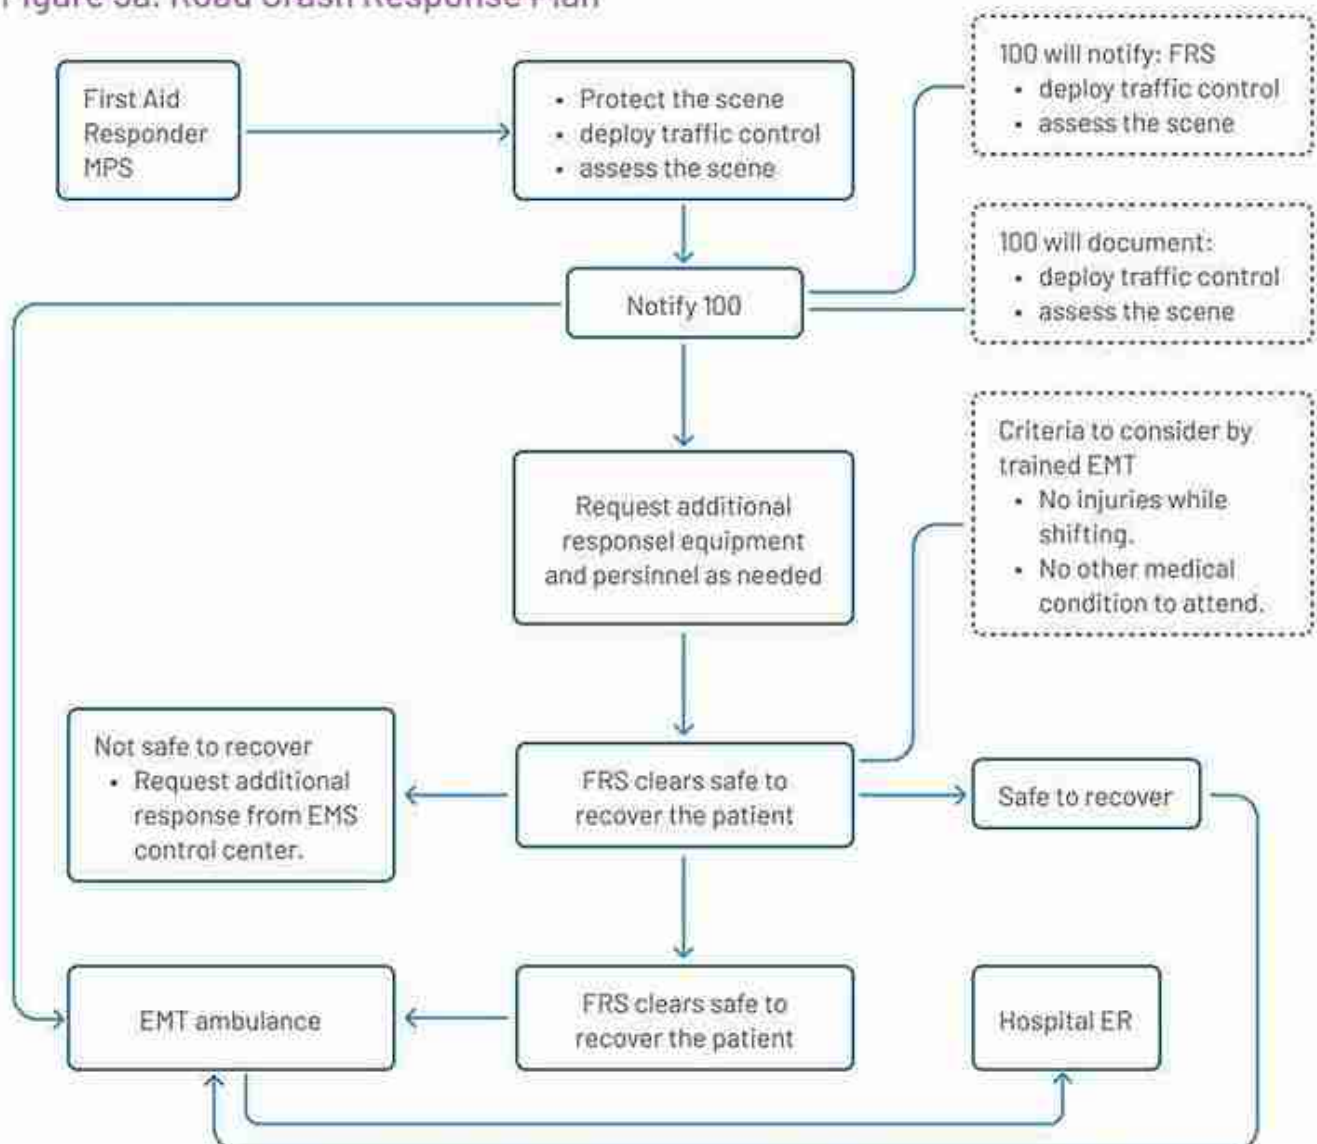 Figure 3a: Road Crash Response Plan
First Aid
Responder
MPS
• Protect the scene
• deploy traffic control
• assess the scene
100 will notify: FRS
• deploy traffic control
• assess the scene
Notify 100
100 will document:
• deploy traffic control
• assess the scene
Request additional
responsel equipment
and persinnel as needed
Criteria to consider by
trained EMT
• No injuries while
shifting.
• No other medical
condition to attend.
Not safe to recover
• Request additional
response from EMS
control center.
FRS clears safe to
recover the patient
Safe to recover
EMT ambulance
FRS clears safe to
recover the patient
Hospital ER